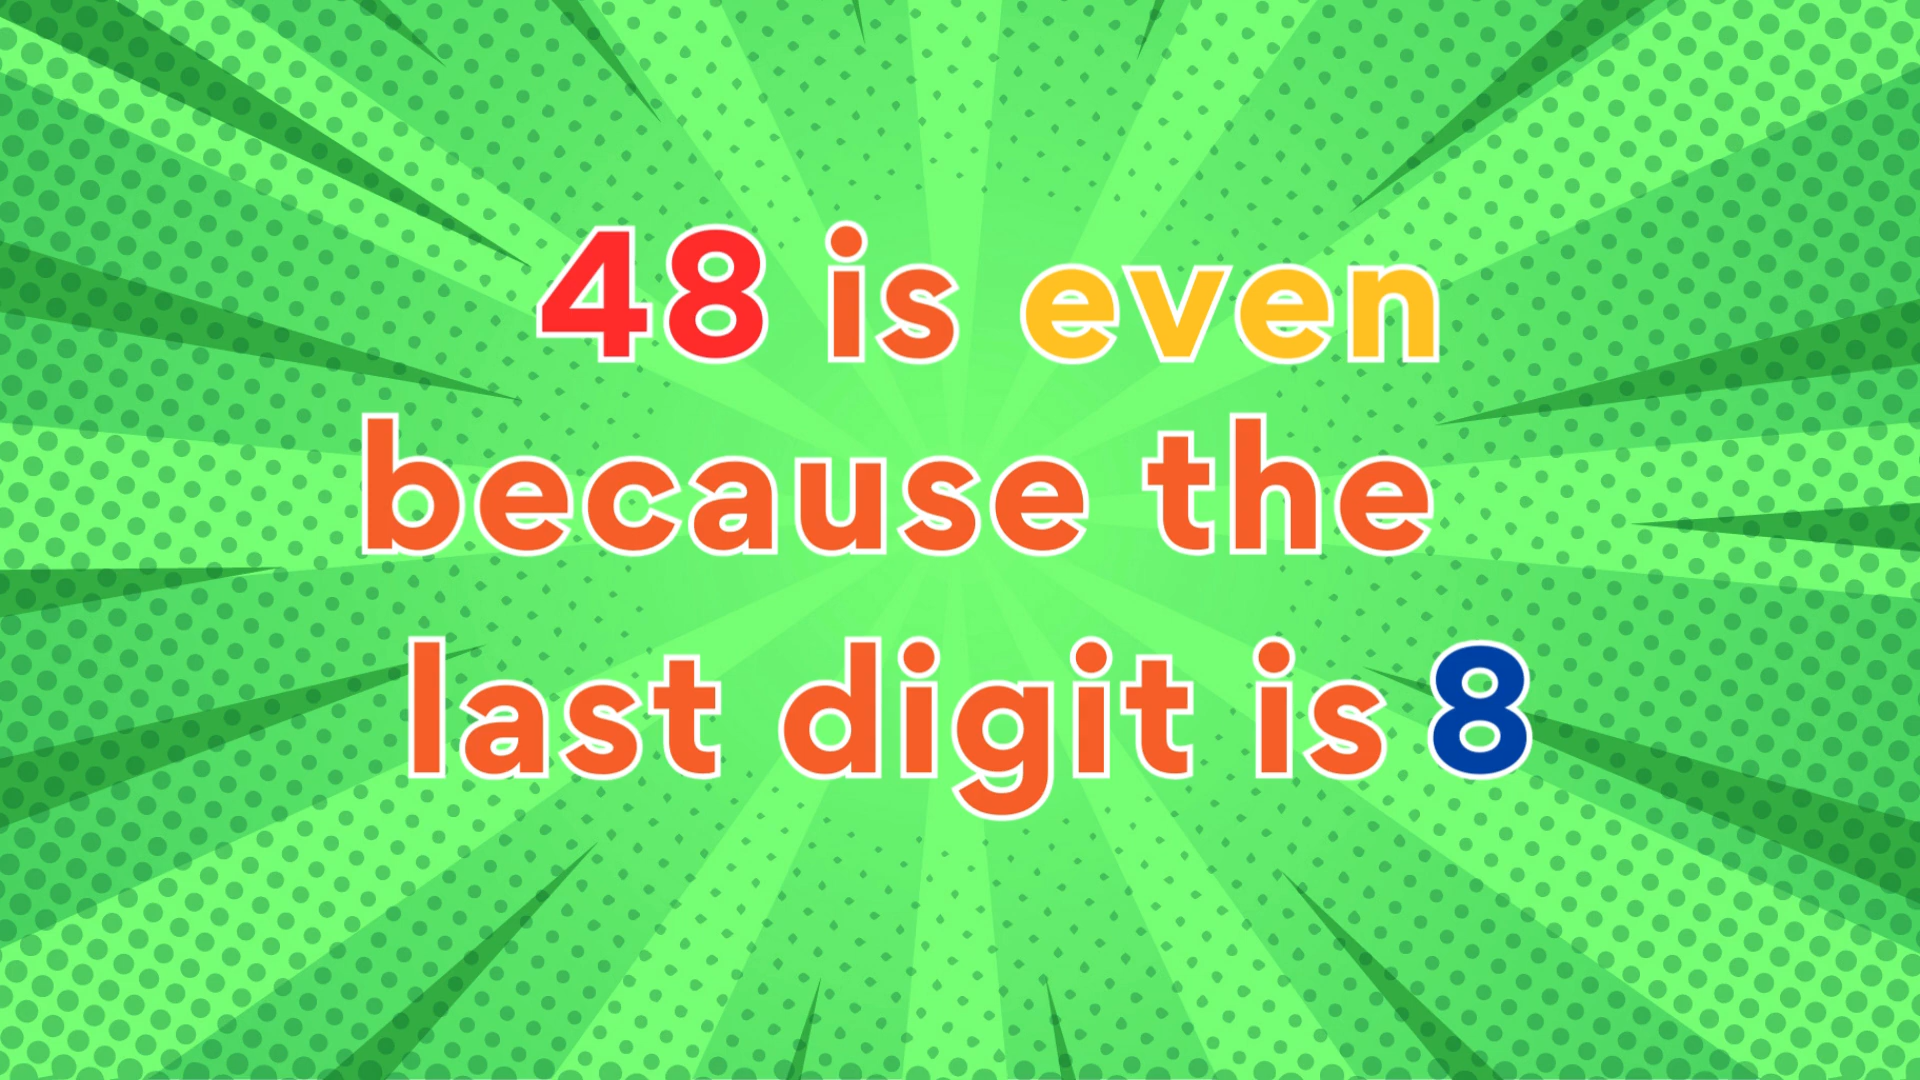 48 is even
because the
last digit is 8